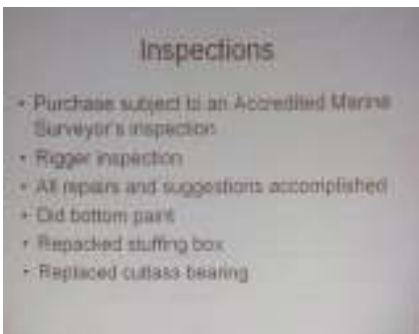 Inspections
• Purchase subject to an Accredited Marine
Surveyor's inspection
• Rigger inspection
• All repairs and suggestions accomplished
• Did bottom paint
• Repacked stuffing box
• Replaced cutlass bearing